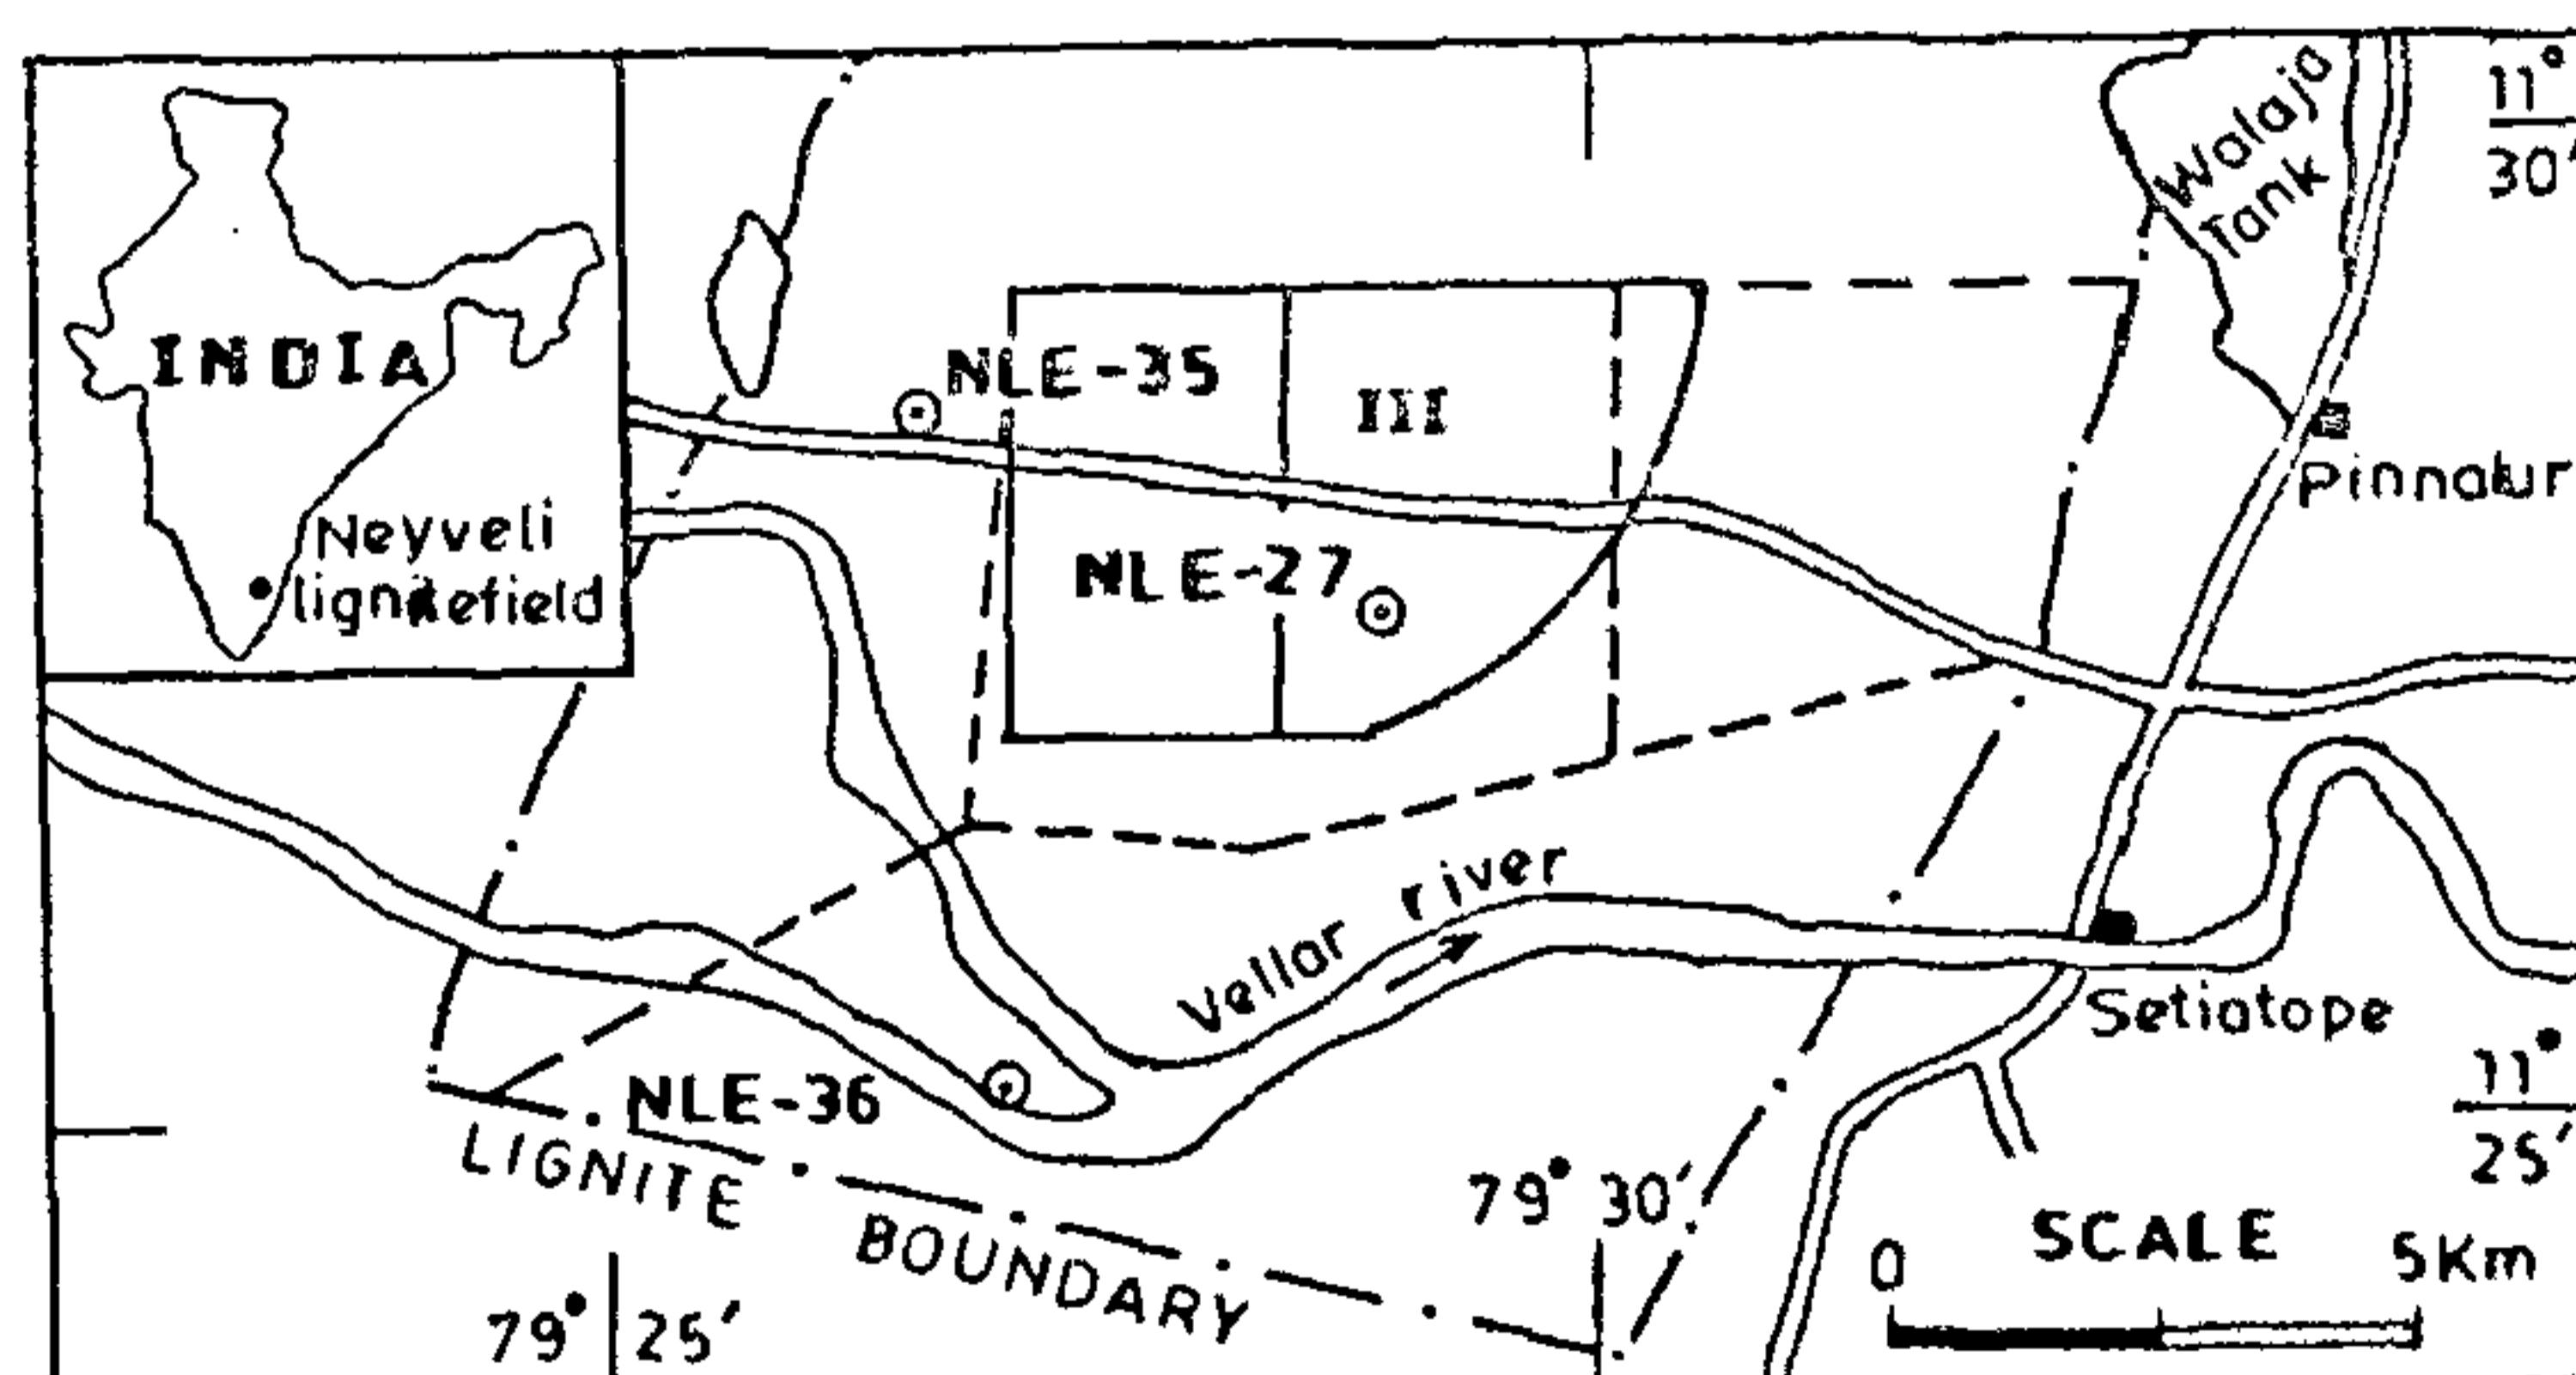 INDIA
Neyveli
lignitefield
Walaja
Tank
11°
30'
NLE-35
III
Pinnalur
NLE-27
Vellar river
Setiatope
NLE-36
LIGNITE
BOUNDARY
79° 30'
11°
25'
SCALE
0 5Km
79° 25'